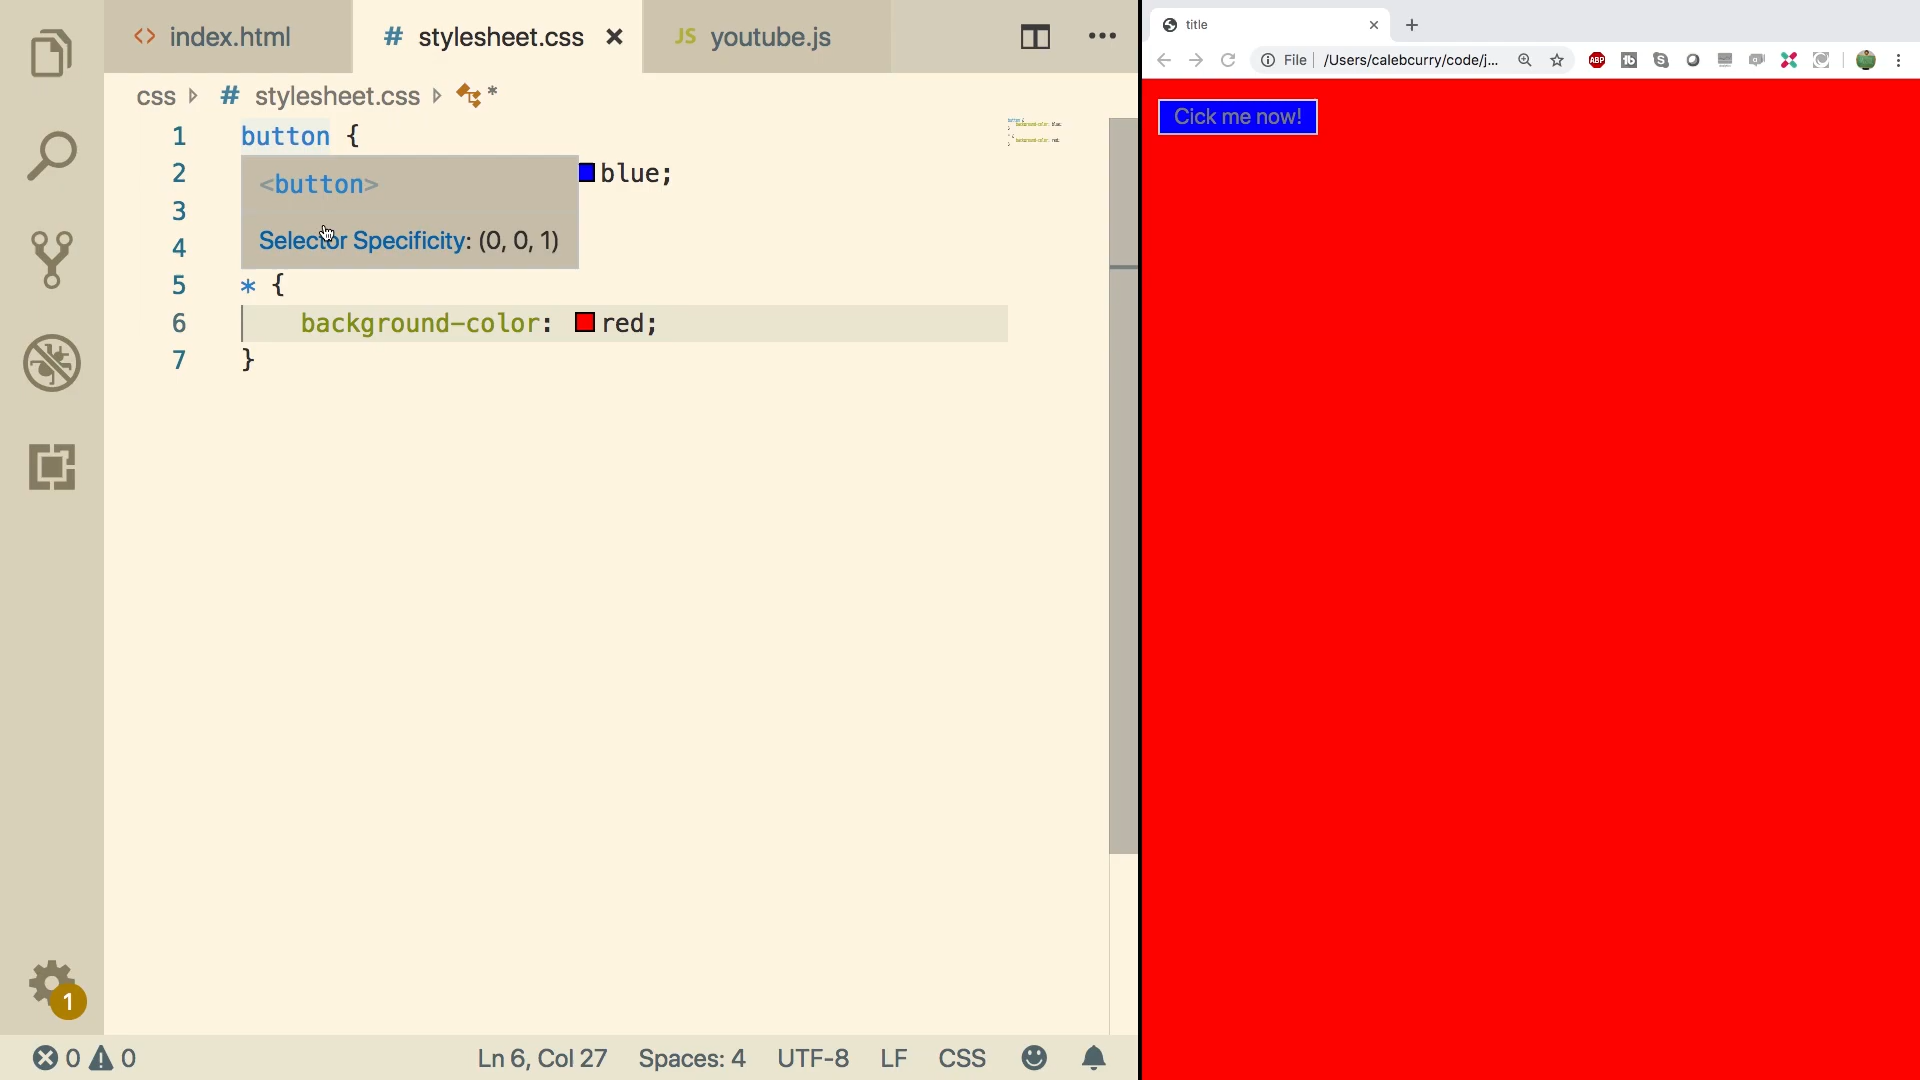 index.html
# stylesheet.css ×
JS youtube.js
css # stylesheet.css *
1 button {
2 blue;
3
4
<button>
Selector Specificity: (0, 0, 1)
5 * {
6 background-color: red;
7 }
1
0 0
Ln 6, Col 27 Spaces: 4 UTF-8 LF CSS
title
File /Users/calebcurry/code/j...
ABP
Cick me now!